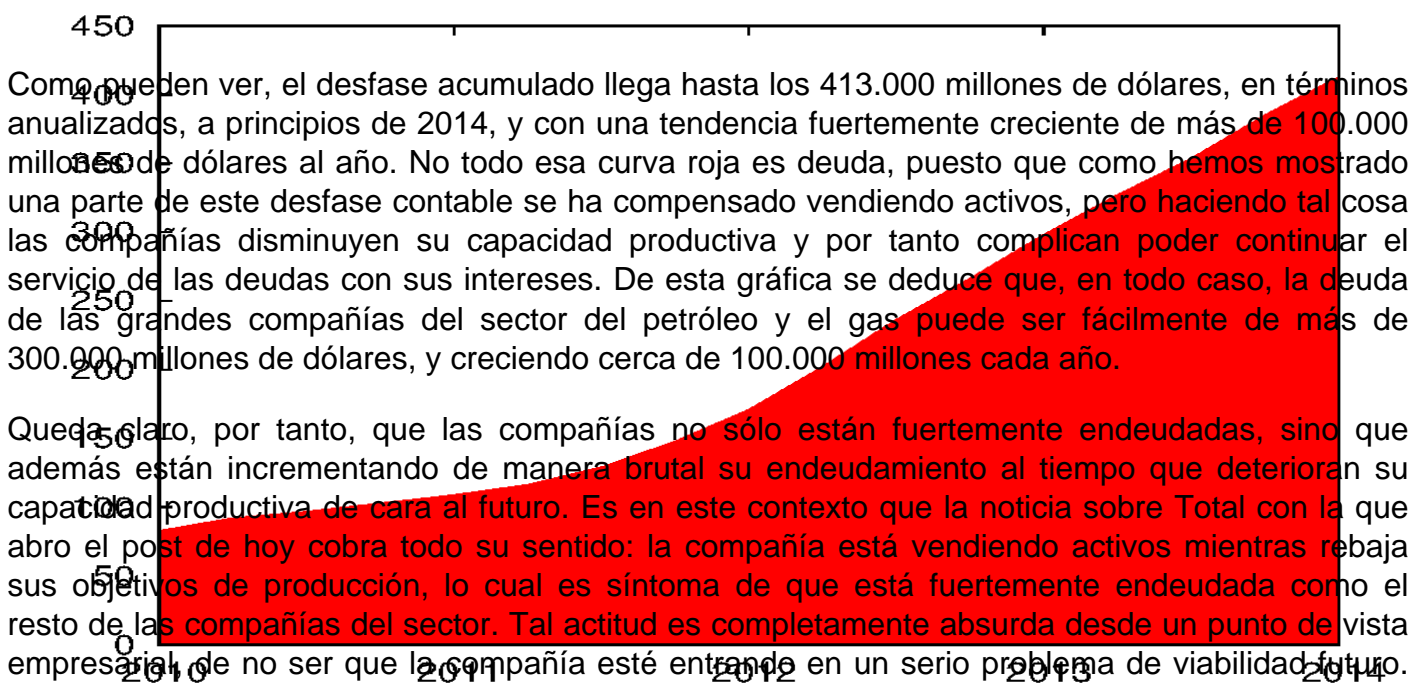 450
Como pueden ver, el desfase acumulado llega hasta los 413.000 millones de dólares, en términos
400
anualizados, a principios de 2014, y con una tendencia fuertemente creciente de más de 100.000
350
millones de dólares al año. No todo esa curva roja es deuda, puesto que como hemos mostrado
una parte de este desfase contable se ha compensado vendiendo activos, pero haciendo tal cosa
300
las compañías disminuyen su capacidad productiva y por tanto complican poder continuar el
servicio de las deudas con sus intereses. De esta gráfica se deduce que, en todo caso, la deuda
250
de las grandes compañías del sector del petróleo y el gas puede ser fácilmente de más de
300.000 millones de dólares, y creciendo cerca de 100.000 millones cada año.
200
Queda claro, por tanto, que las compañías no sólo están fuertemente endeudadas, sino que
150
además están incrementando de manera brutal su endeudamiento al tiempo que deterioran su
capacidad productiva de cara al futuro. Es en este contexto que la noticia sobre Total con la que
100
abro el post de hoy cobra todo su sentido: la compañía está vendiendo activos mientras rebaja
sus objetivos de producción, lo cual es síntoma de que está fuertemente endeudada como el
50
resto de las compañías del sector. Tal actitud es completamente absurda desde un punto de vista
0
empresarial, de no ser que la compañía esté entrando en un serio problema de viabilidad futuro.
2010 2011 2012 2013 2014